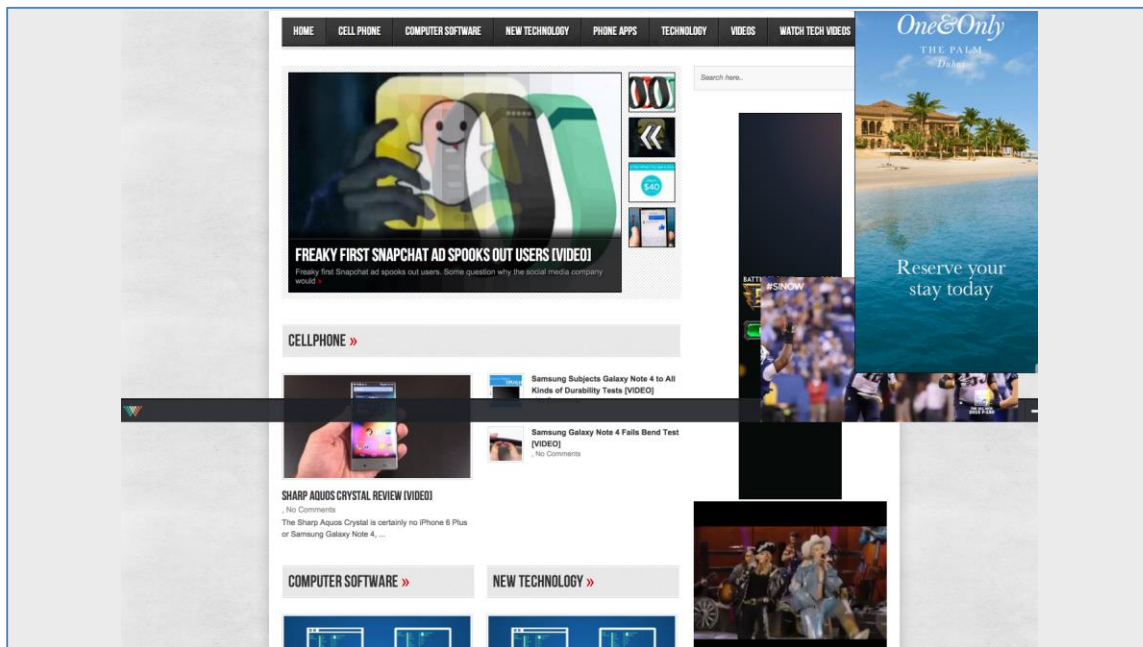 HOME CELL PHONE COMPUTER SOFTWARE NEW TECHNOLOGY PHONE APPS TECHNOLOGY VIDEOS WATCH TECH VIDEOS
One&Only
THE PALM
Dubai
Search here..
$40
FREAKY FIRST SNAPCHAT AD SPOOKS OUT USERS [VIDEO]
Freaky first Snapchat ad spooks out users. Some question why the social media company
would »
Reserve your
stay today
#SINOW
CELLPHONE »
Samsung Subjects Galaxy Note 4 to All
Kinds of Durability Tests [VIDEO]
Samsung Galaxy Note 4 Fails Bend Test
[VIDEO]
, No Comments
SHARP AQUOS CRYSTAL REVIEW [VIDEO]
, No Comments
The Sharp Aquos Crystal is certainly no iPhone 6 Plus
or Samsung Galaxy Note 4, ...
COMPUTER SOFTWARE »
NEW TECHNOLOGY »